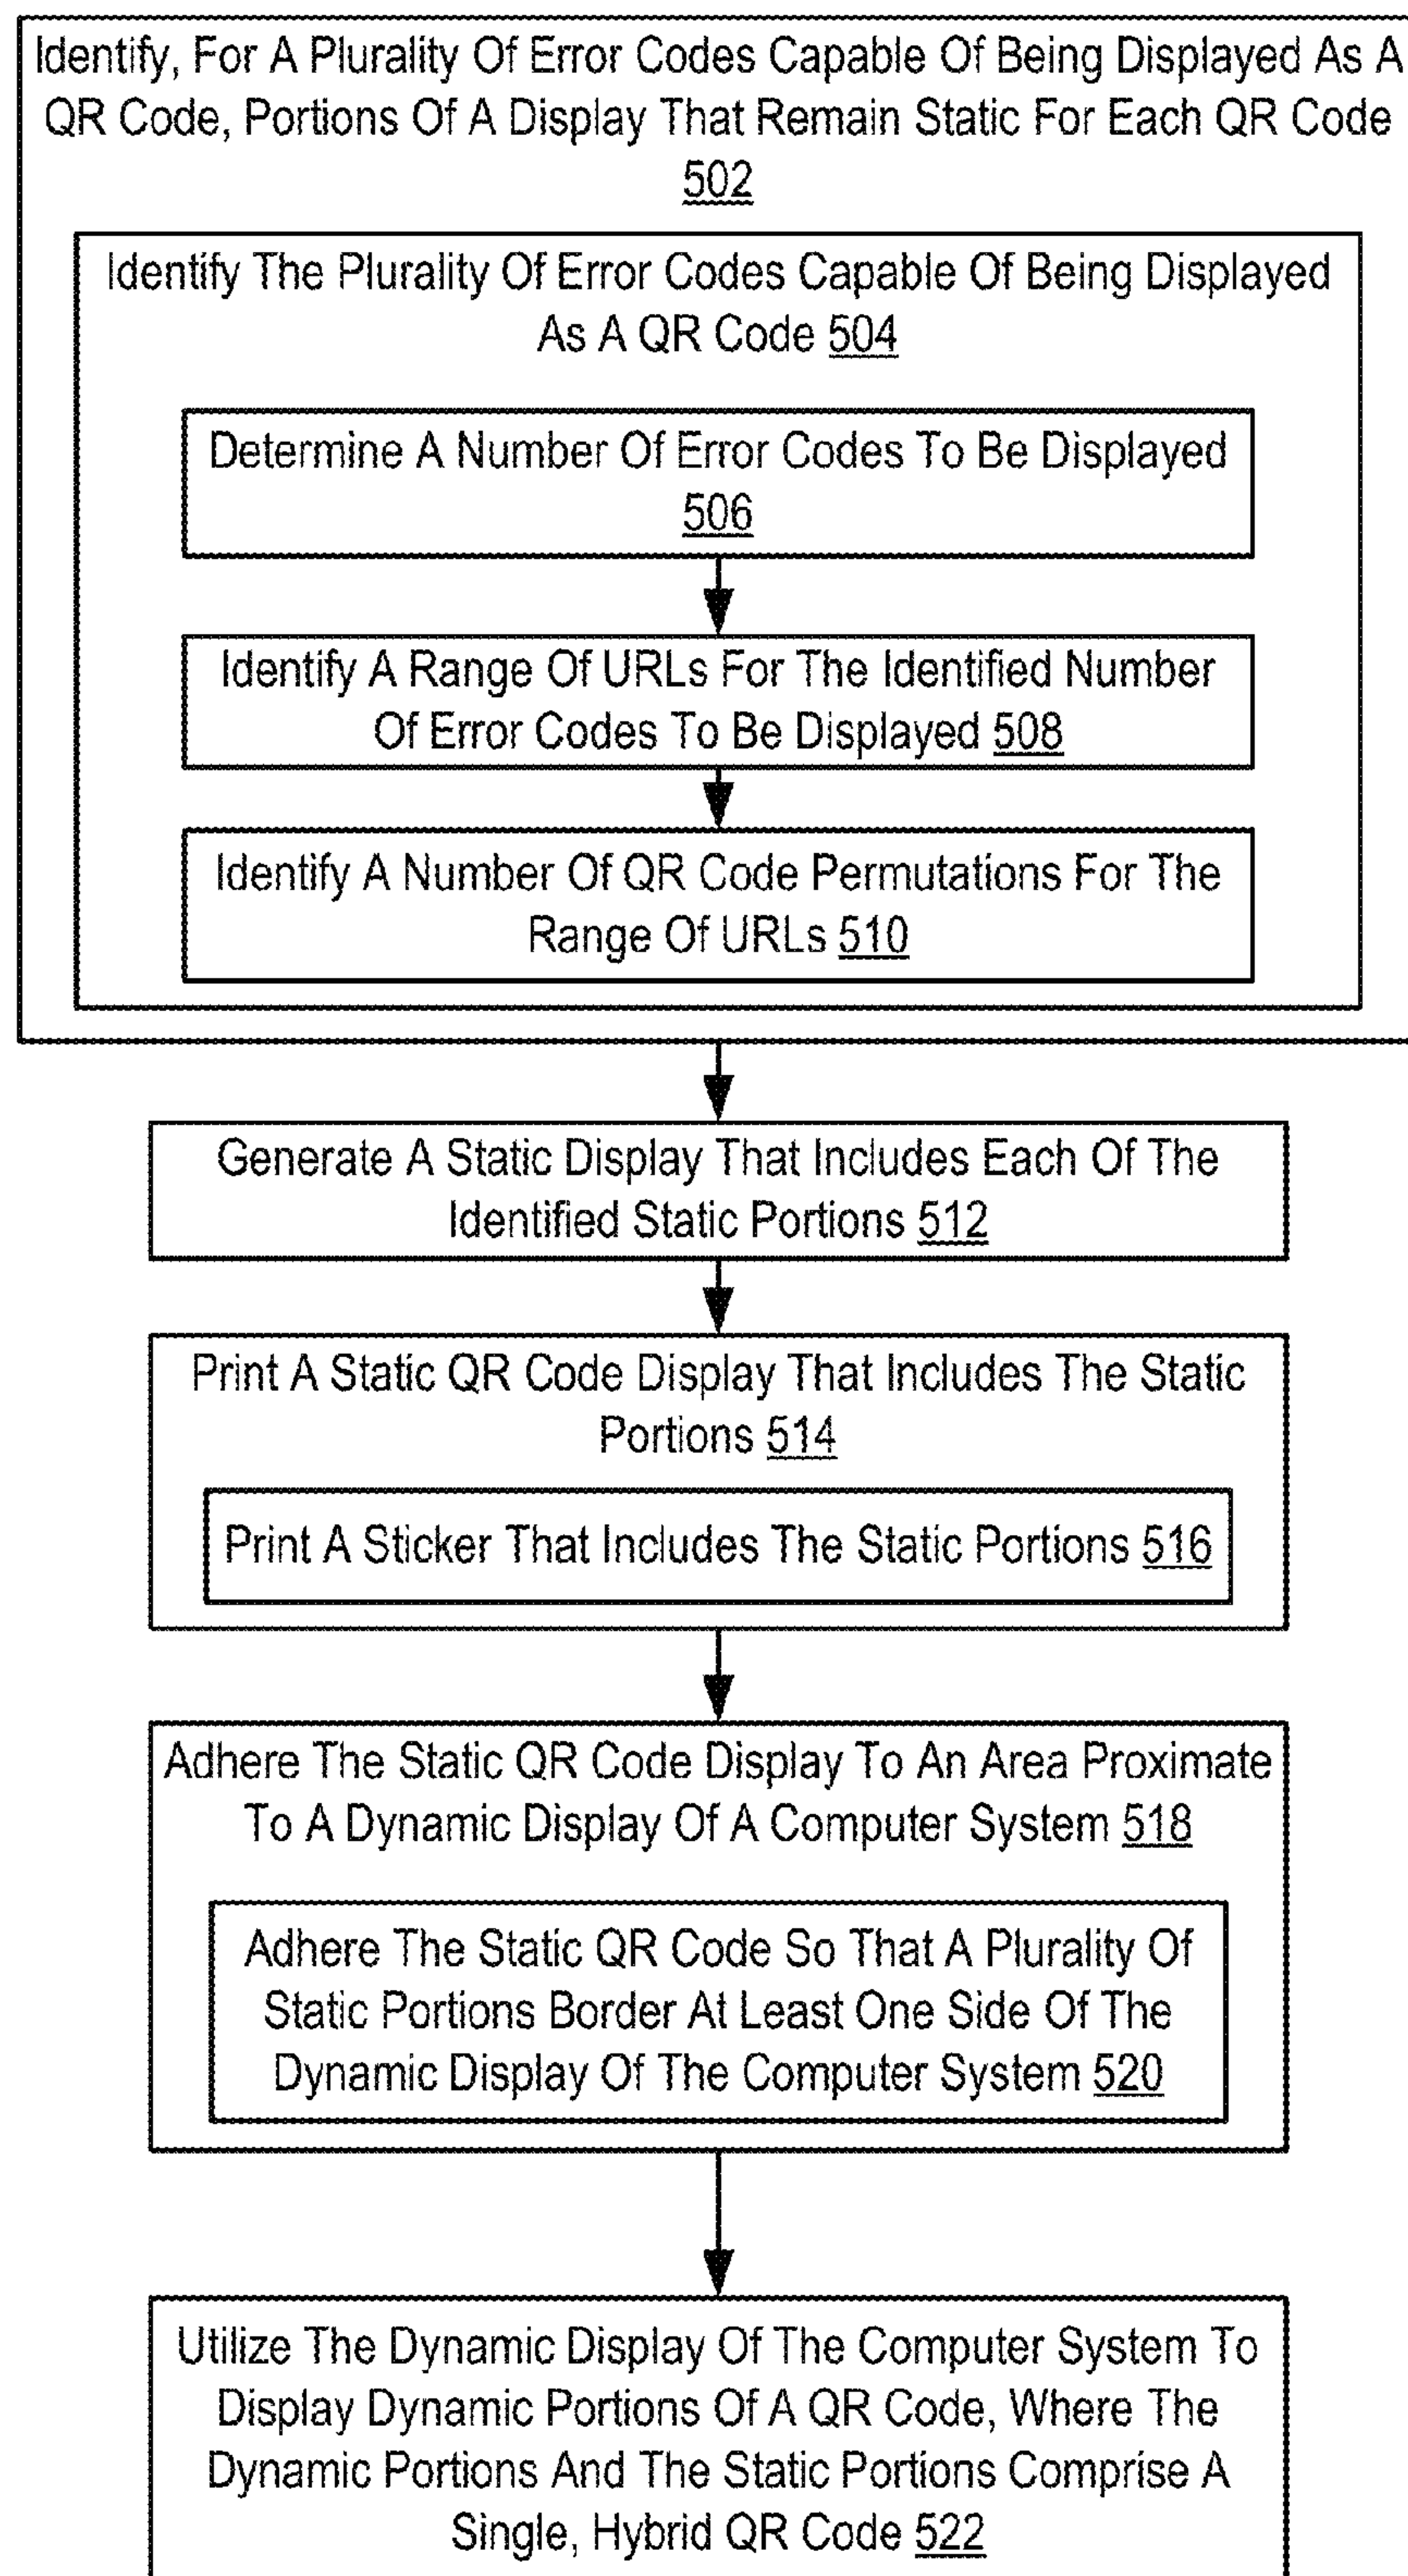 Identify, For A Plurality Of Error Codes Capable Of Being Displayed As A
QR Code, Portions Of A Display That Remain Static For Each QR Code
502
Identify The Plurality Of Error Codes Capable Of Being Displayed
As A QR Code 504
Determine A Number Of Error Codes To Be Displayed
506
Identify A Range Of URLs For The Identified Number
Of Error Codes To Be Displayed 508
Identify A Number Of QR Code Permutations For The
Range Of URLs 510
Generate A Static Display That Includes Each Of The
Identified Static Portions 512
Print A Static QR Code Display That Includes The Static
Portions 514
Print A Sticker That Includes The Static Portions 516
Adhere The Static QR Code Display To An Area Proximate
To A Dynamic Display Of A Computer System 518
Adhere The Static QR Code So That A Plurality Of
Static Portions Border At Least One Side Of The
Dynamic Display Of The Computer System 520
Utilize The Dynamic Display Of The Computer System To
Display Dynamic Portions Of A QR Code, Where The
Dynamic Portions And The Static Portions Comprise A
Single, Hybrid QR Code 522